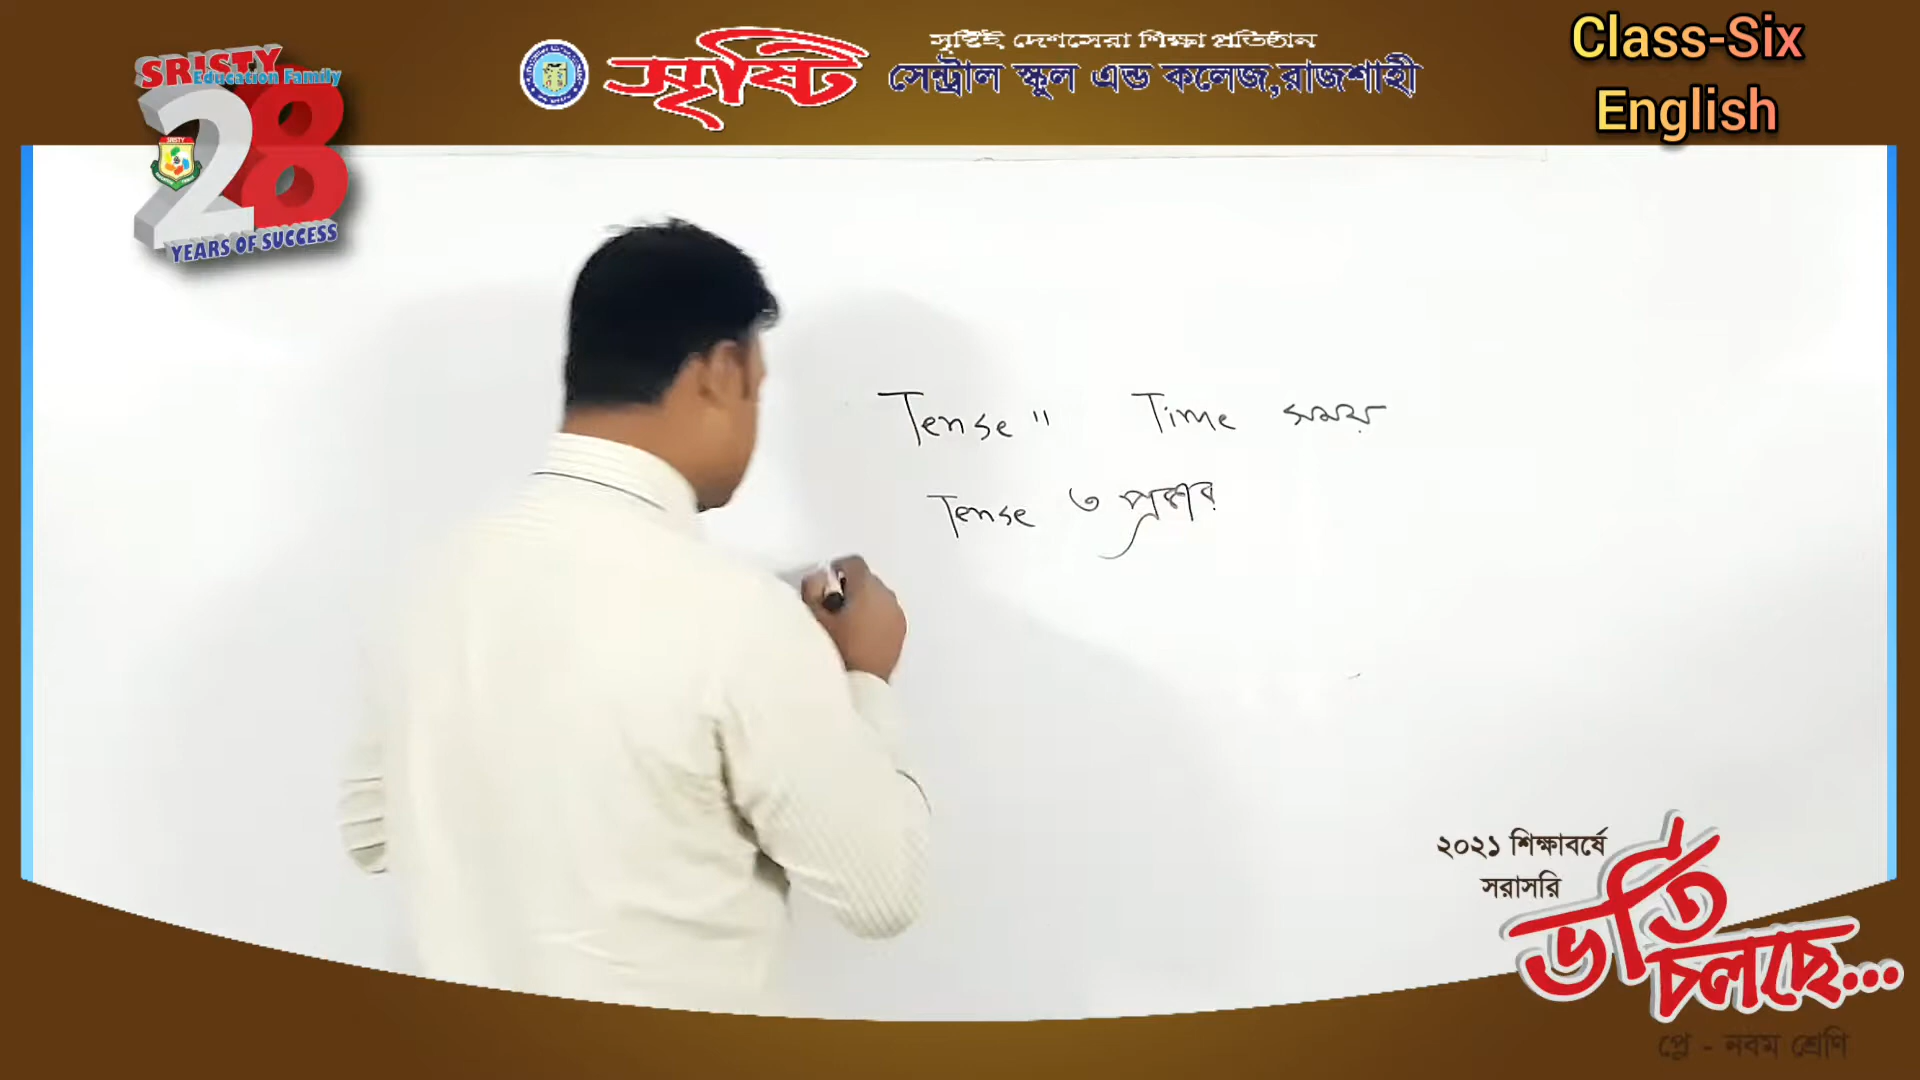 SRISTY
Education Family
28
YEARS OF SUCCESS
সৃষ্টি
সৃষ্টিই দেশসেরা শিক্ষা প্রতিষ্ঠান
সেন্ট্রাল স্কুল এন্ড কলেজ,রাজশাহী
Class-Six
English
Tense " Time সময়
Tense ৩ প্রকার
২০২১ শিক্ষাবর্ষে
সরাসরি
ভর্তি
চলছে...
প্লে - নবম শ্রেণি